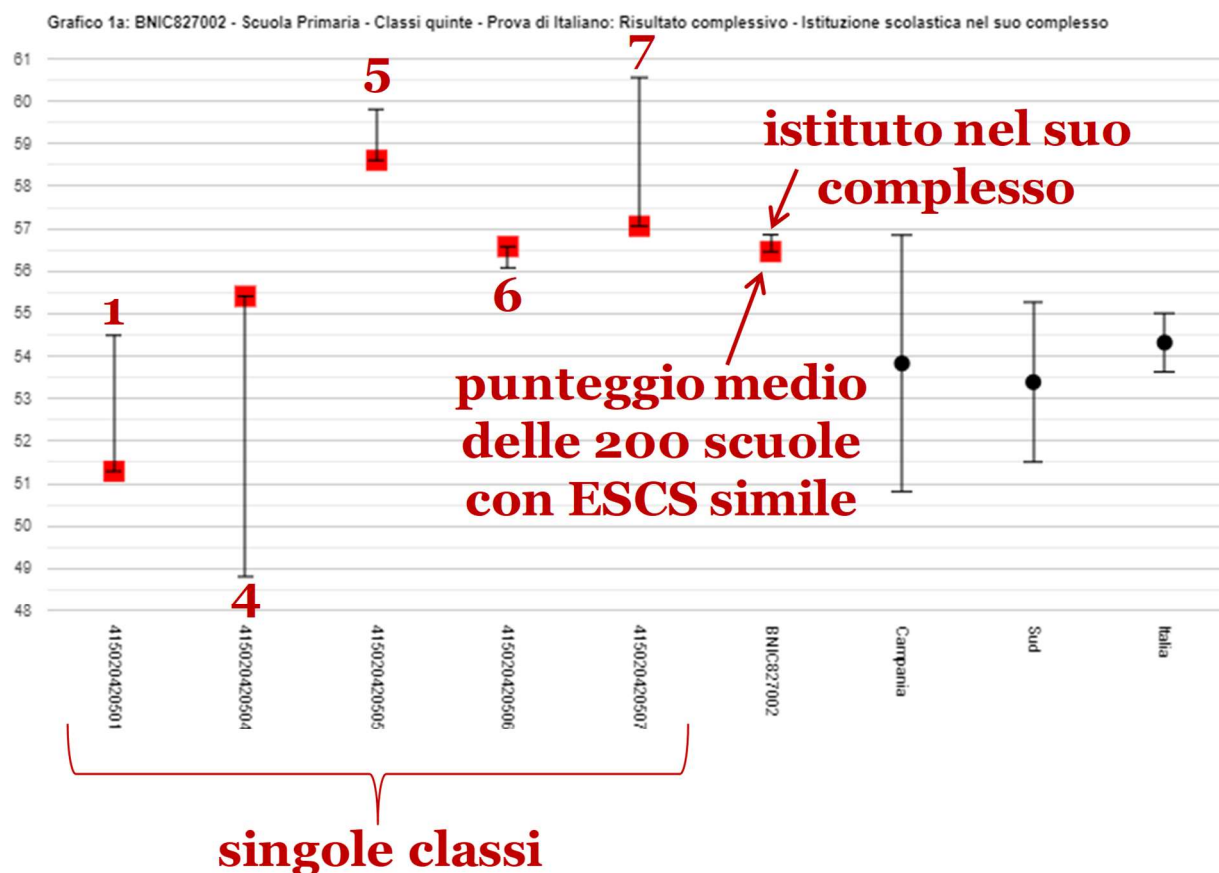 Grafico 1a: BNIC827002 - Scuola Primaria - Classi quinte - Prova di Italiano: Risultato complessivo - Istituzione scolastica nel suo complesso
61
60
59
58
57
56
55
54
53
52
51
50
49
48
1
4
5
6
7
istituto nel suo
complesso
punteggio medio
delle 200 scuole
con ESCS simile
415020420501
415020420504
415020420505
415020420506
415020420507
BNIC827002
Campania
Sud
Italia
singole classi